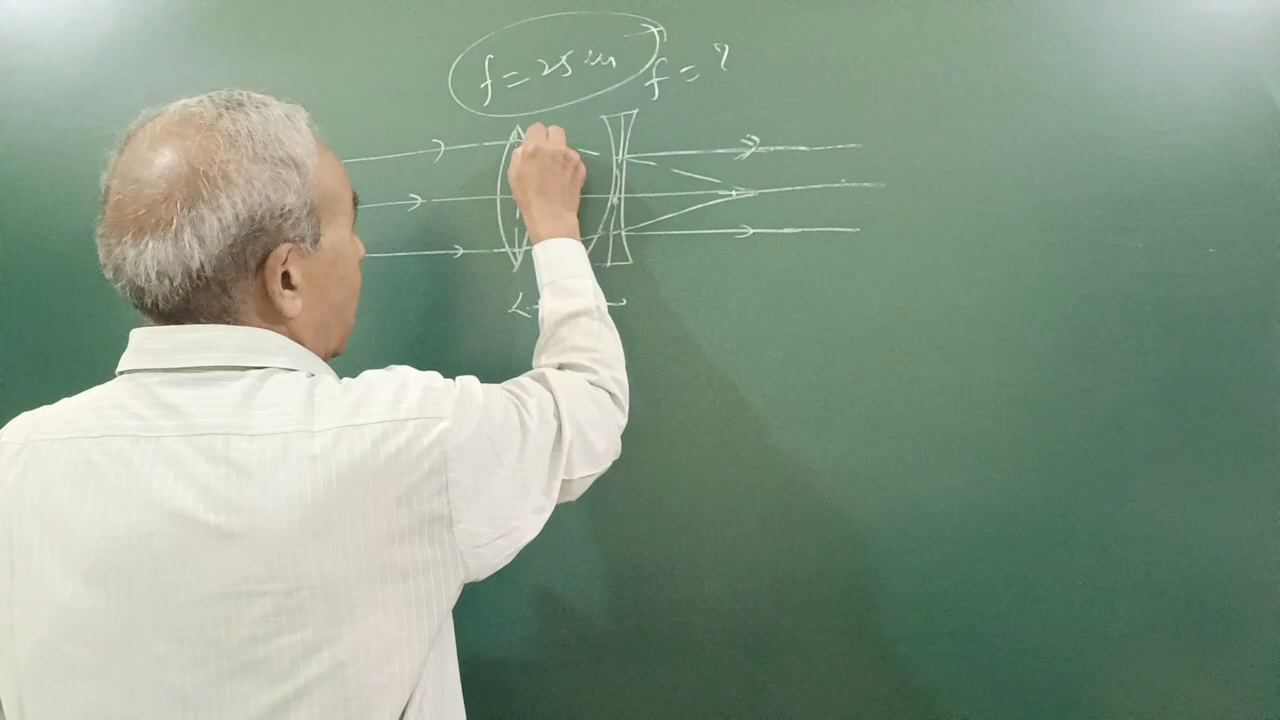 f = 25 cm
f = ?